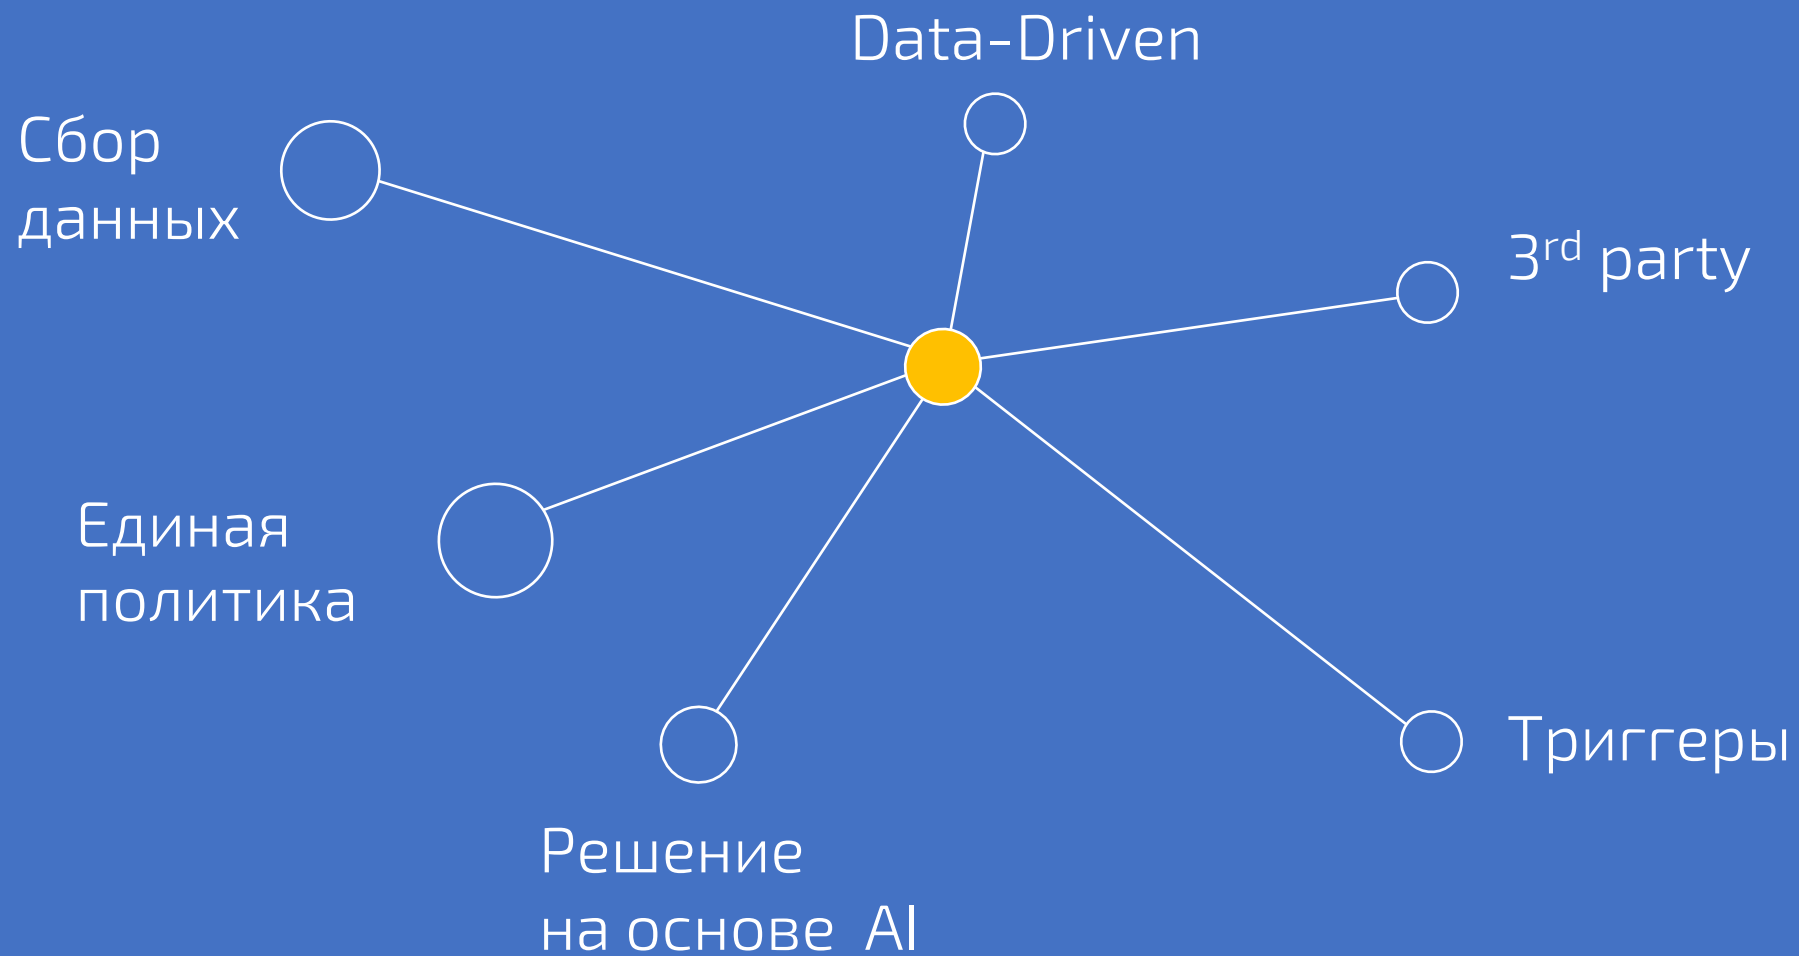 Data-Driven
Сбор
данных
3rd party
Единая
политика
Триггеры
Решение
на основе AI